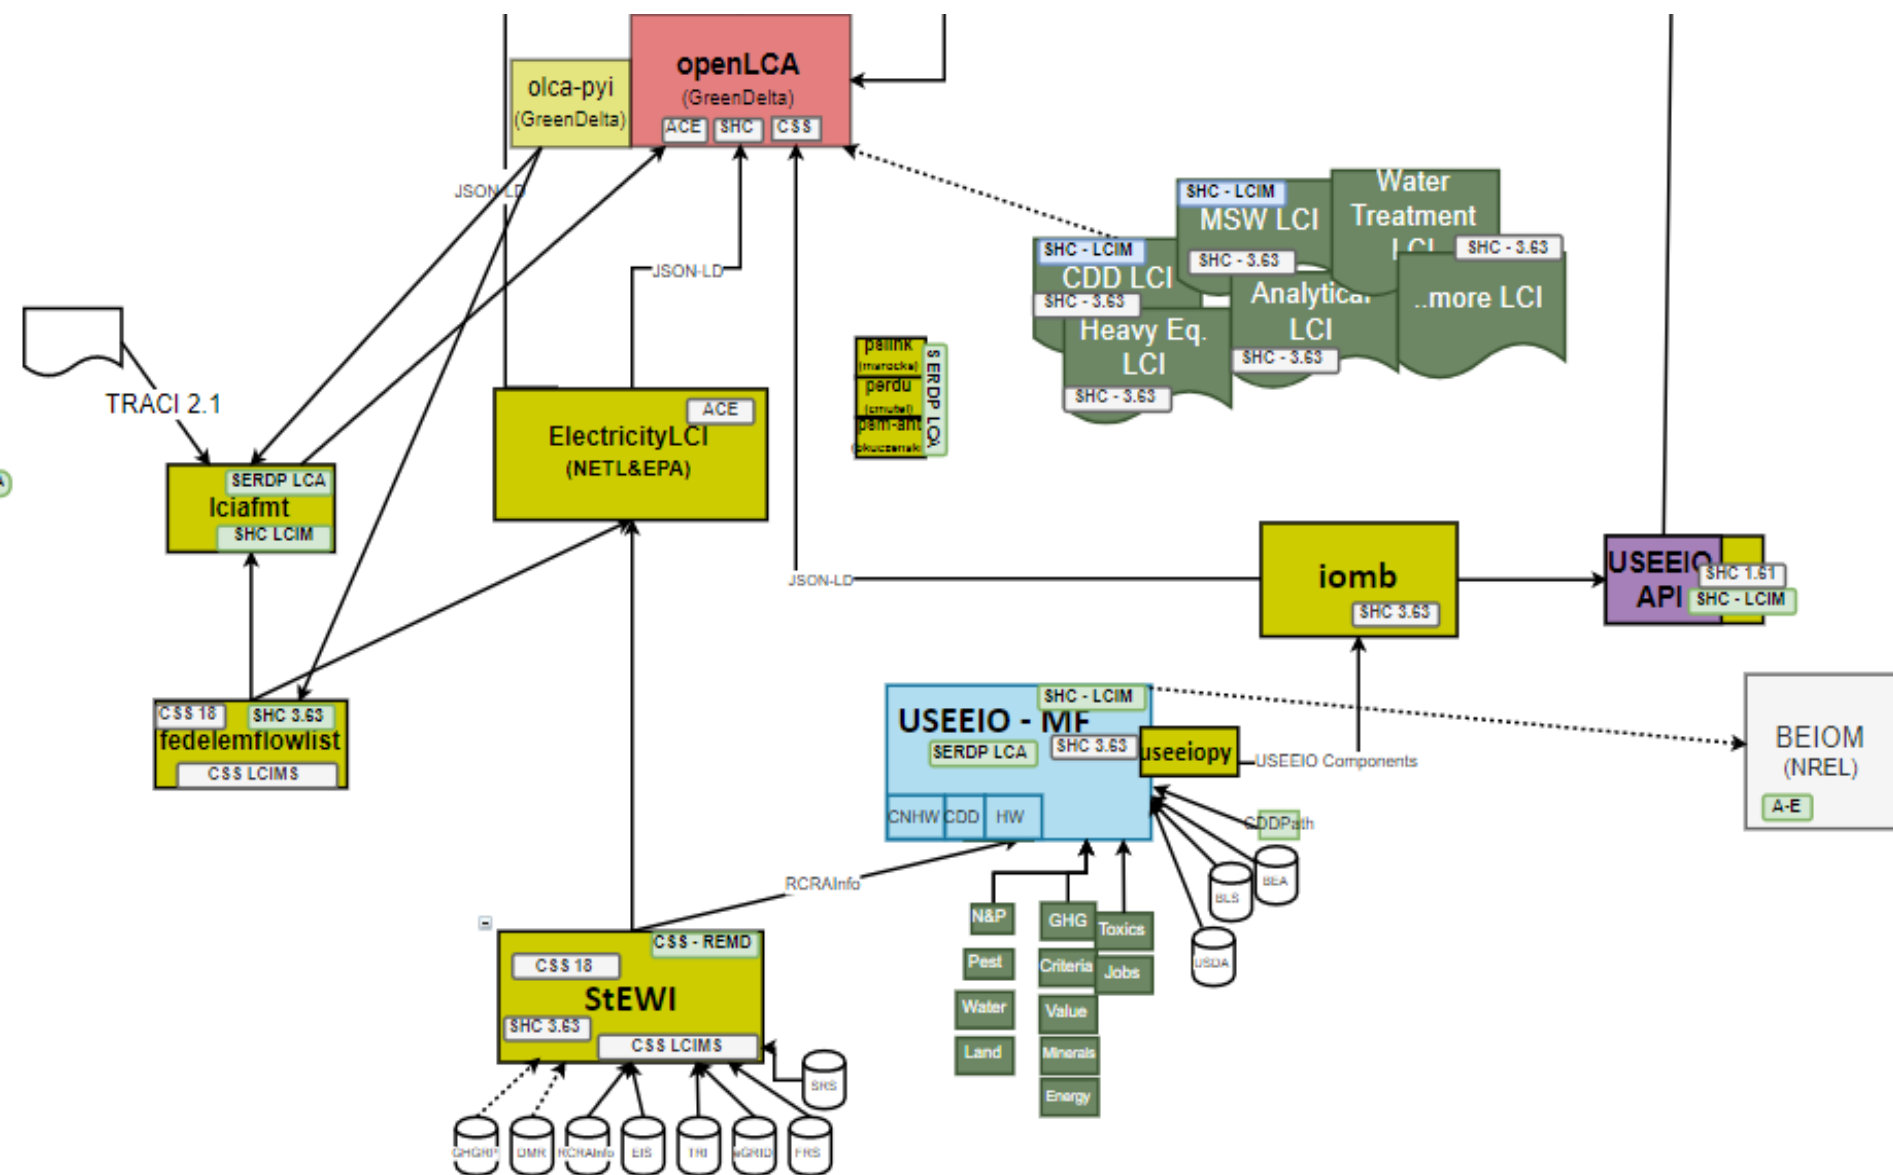 openLCA
(GreenDelta)
ACE
SHC
CSS
olca-pyi
(GreenDelta)
JSON-LD
JSON-LD
SHC - LCIM
MSW LCI
SHC - 3.63
Water
Treatment
LCI
SHC - 3.63
SHC - LCIM
CDD LCI
SHC - 3.63
Analytical
LCI
SHC - 3.63
..more LCI
Heavy Eq.
LCI
SHC - 3.63
TRACI 2.1
pslink
perdu
(cmutel)
SERDP LCA
ACE
ElectricityLCI
(NETL&EPA)
SERDP LCA
lciafmt
SHC LCIM
JSON-LD
iomb
SHC 3.63
USEEIO
API
SHC 1.61
SHC - LCIM
CSS 18
SHC 3.63
fedelemflowlist
CSS LCIMS
SHC - LCIM
USEEIO - MF
SERDP LCA
SHC 3.63
useeiopy
USEEIO Components
CNHW
CDD
HW
BEIOM
(NREL)
A-E
CDDPath
BEA
BLS
USDA
RCRAInfo
N&P
Pest
Water
Land
GHG
Criteria
Value
Minerals
Energy
Toxics
Jobs
CSS - REMD
CSS 18
StEWI
SHC 3.63
CSS LCIMS
SRS
GHGRP
DMR
RCRAInfo
EIS
TRI
eGRID
FRS